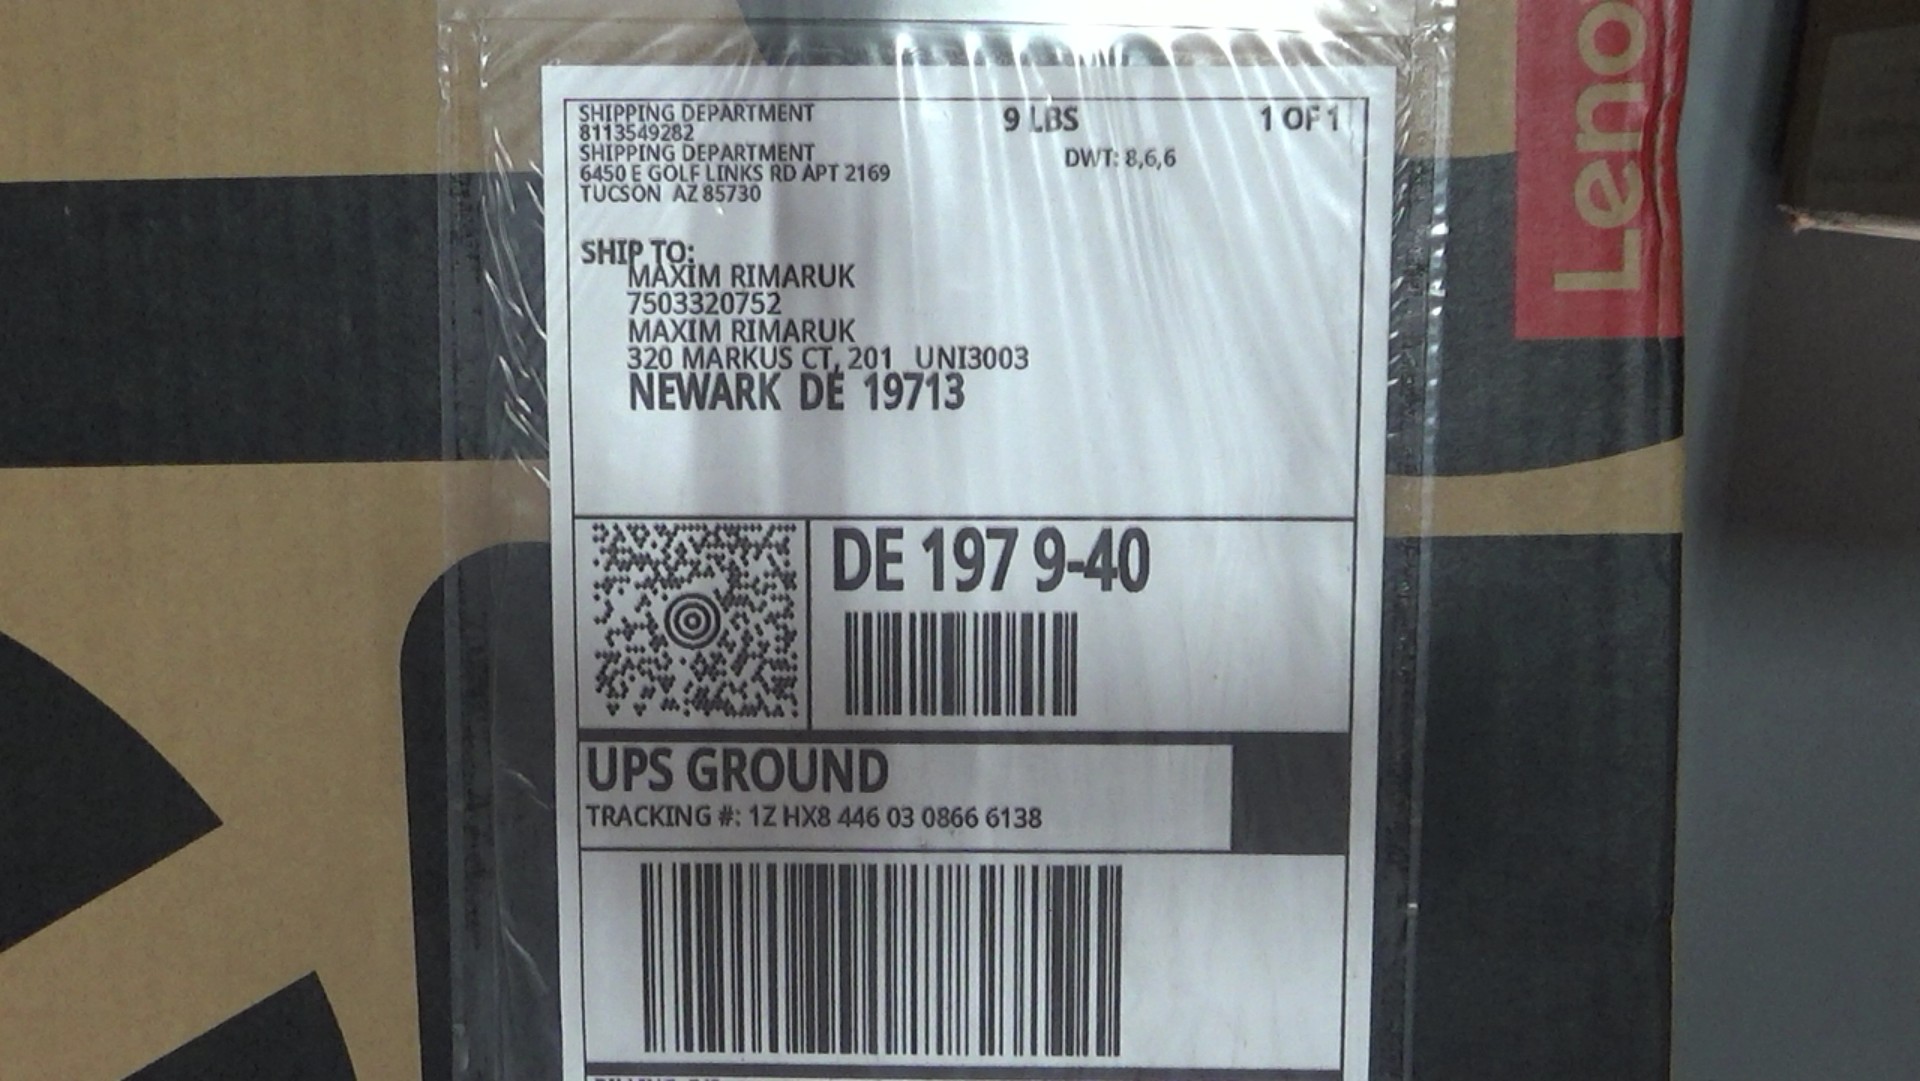 SHIPPING DEPARTMENT
8113549282
SHIPPING DEPARTMENT
6450 E GOLF LINKS RD APT 2169
TUCSON AZ 85730
9 LBS
1 OF 1
DWT: 8,6,6
SHIP TO:
MAXIM RIMARUK
7503320752
MAXIM RIMARUK
320 MARKUS CT, 201 UNI3003
NEWARK DE 19713
DE 197 9-40
UPS GROUND
TRACKING #: 1Z HX8 446 03 0866 6138
Leno